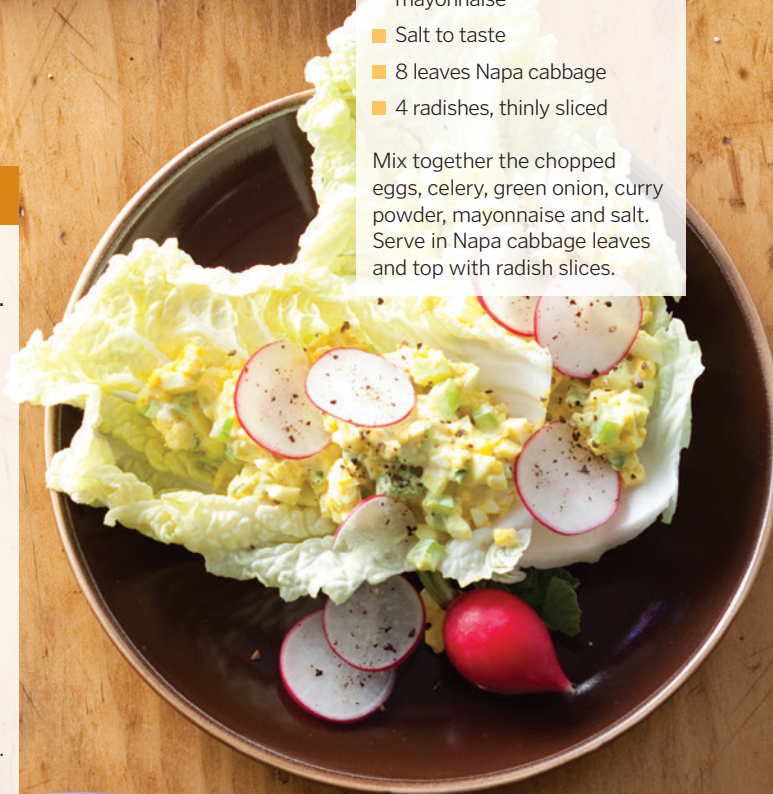 mayonnaise
Salt to taste
8 leaves Napa cabbage
4 radishes, thinly sliced
Mix together the chopped
eggs, celery, green onion, curry
powder, mayonnaise and salt.
Serve in Napa cabbage leaves
and top with radish slices.